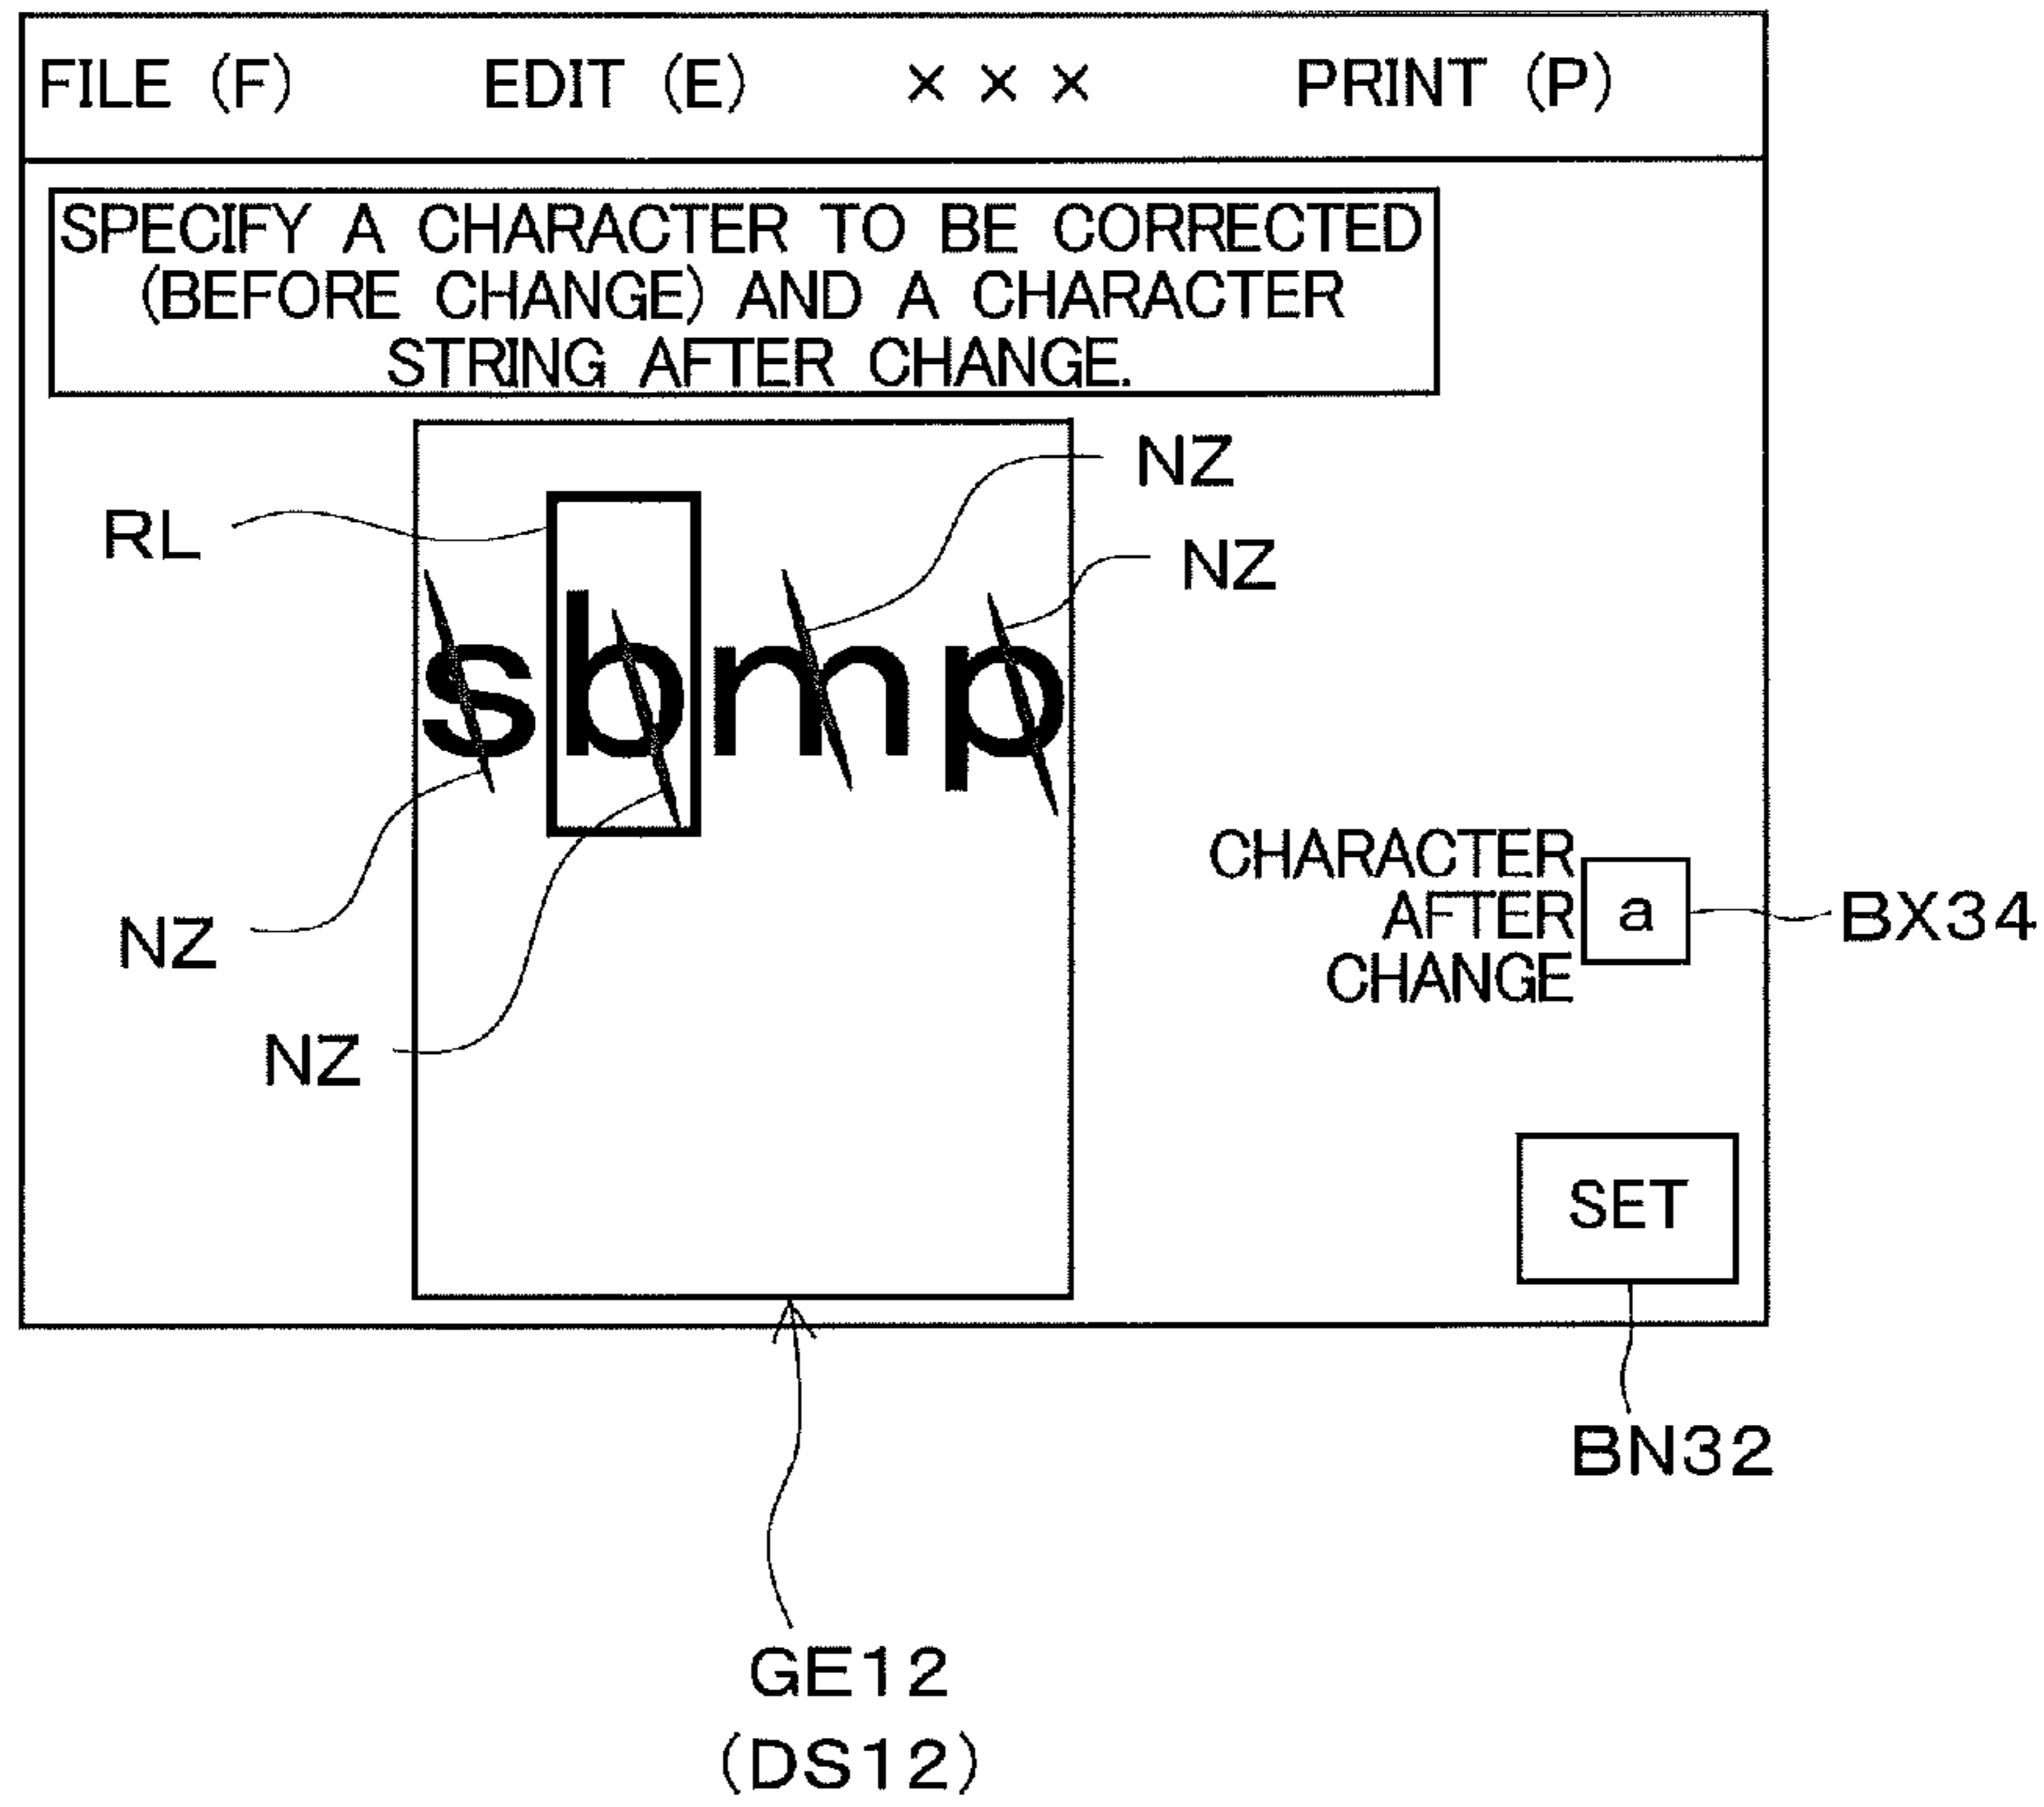 FILE (F) EDIT (E) × × × PRINT (P)
SPECIFY A CHARACTER TO BE CORRECTED
(BEFORE CHANGE) AND A CHARACTER
STRING AFTER CHANGE.
NZ
RL
NZ
sbmp
CHARACTER
AFTER
CHANGE
a
BX34
NZ
NZ
SET
BN32
GE12
(DS12)